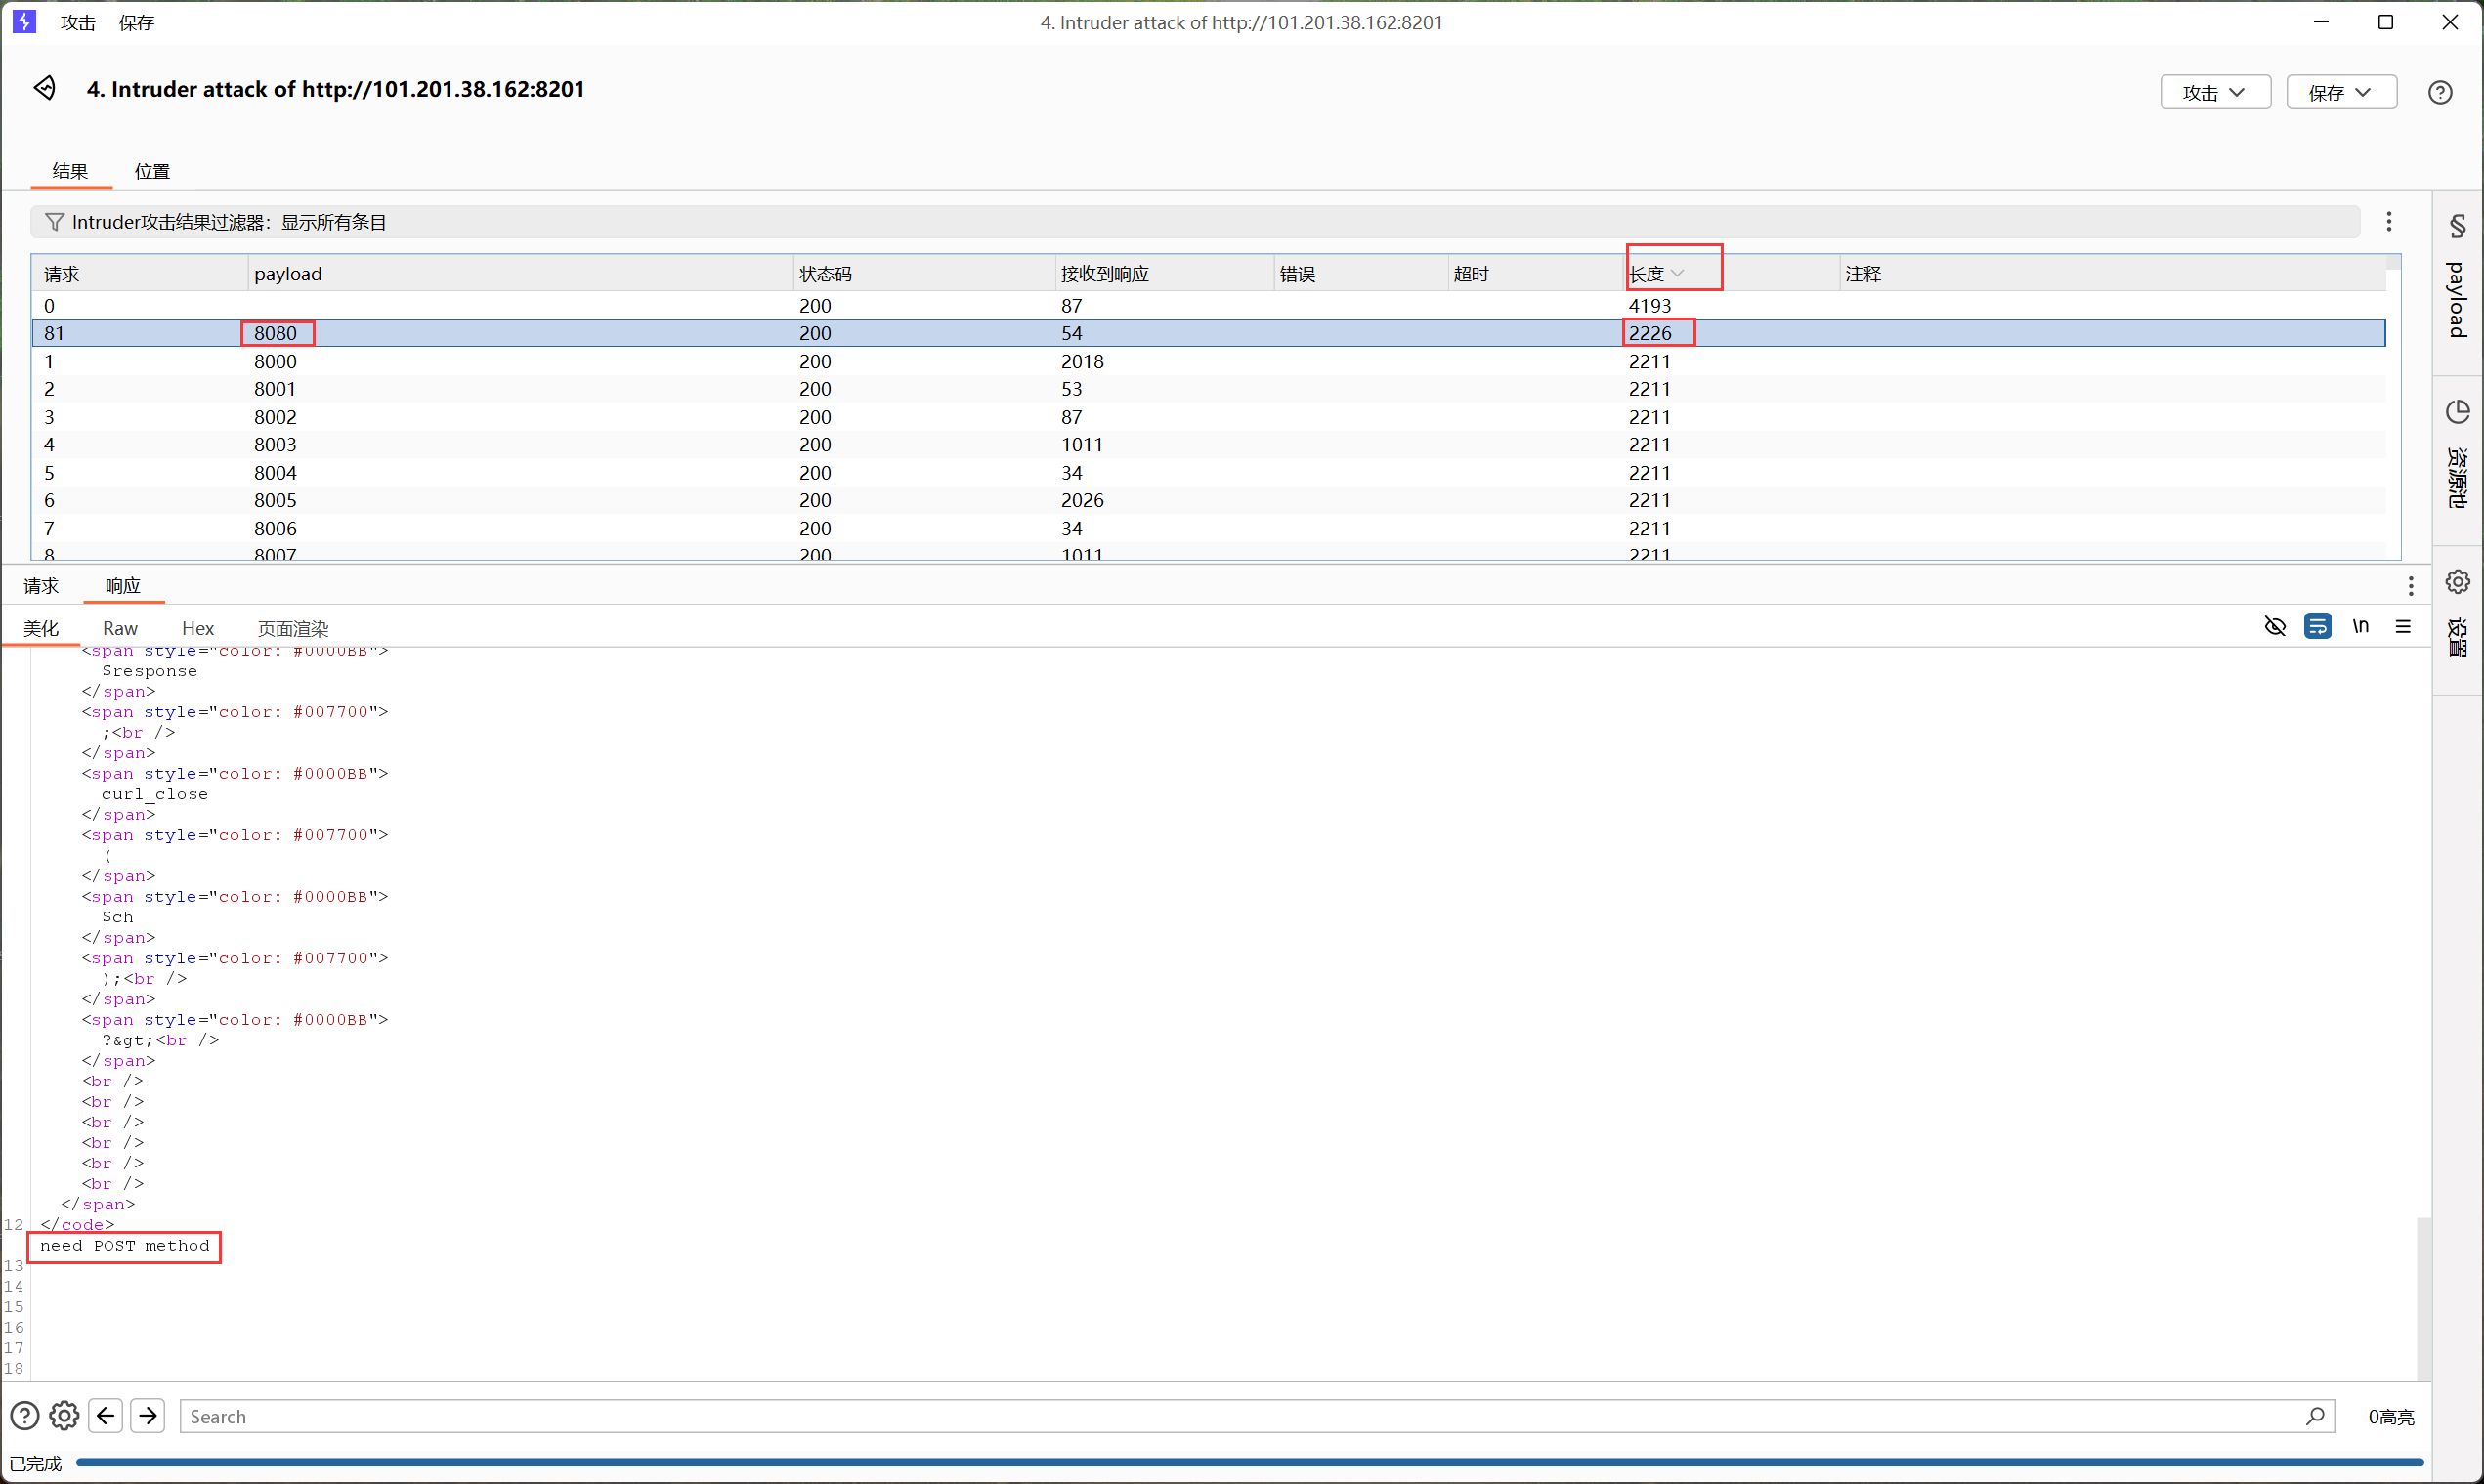 攻击 保存 4. Intruder attack of http://101.201.38.162:8201
4. Intruder attack of http://101.201.38.162:8201 攻击 保存
结果 位置
Intruder攻击结果过滤器：显示所有条目
请求 payload 状态码 接收到响应 错误 超时 长度 注释
0 200 87 4193
81 8080 200 54 2226
1 8000 200 2018 2211
2 8001 200 53 2211
3 8002 200 87 2211
4 8003 200 1011 2211
5 8004 200 34 2211
6 8005 200 2026 2211
7 8006 200 34 2211
8 8007 200 1011 2211
payload
资源池
设置
请求 响应
美化 Raw Hex 页面渲染 \n
<span style="color: #0000BB">
$response
</span>
<span style="color: #007700">
;<br />
</span>
<span style="color: #0000BB">
curl_close
</span>
<span style="color: #007700">
(
</span>
<span style="color: #0000BB">
$ch
</span>
<span style="color: #007700">
);<br />
</span>
<span style="color: #0000BB">
?&gt;<br />
</span>
<br />
<br />
<br />
<br />
<br />
<br />
</span>
12 </code>
need POST method
13
14
15
16
17
18
Search 0高亮
已完成